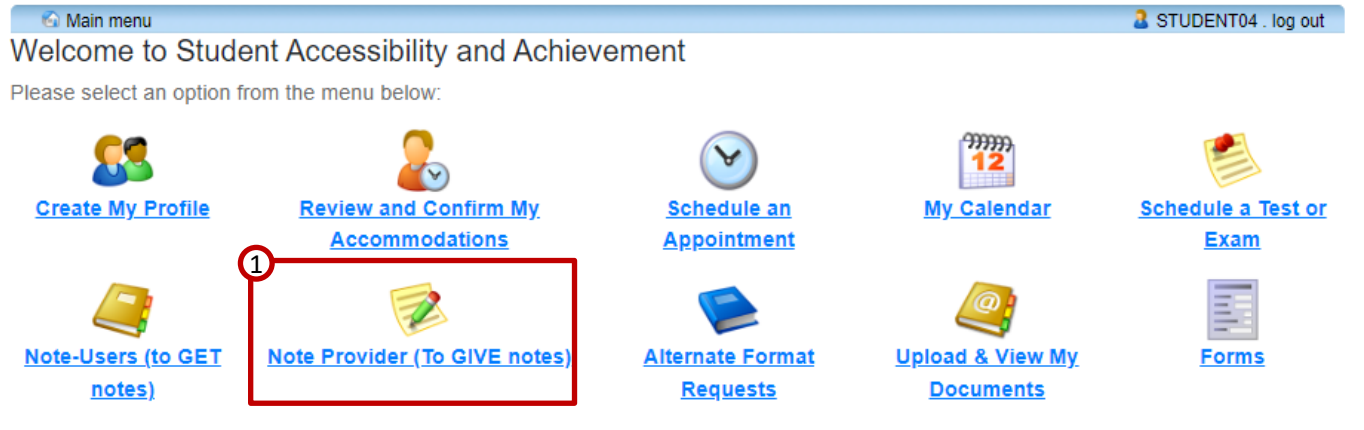 Main menu
STUDENT04 . log out
Welcome to Student Accessibility and Achievement
Please select an option from the menu below:
12
Create My Profile
Review and Confirm My
Accommodations
Schedule an
Appointment
My Calendar
Schedule a Test or
Exam
1
Note-Users (to GET
notes)
Note Provider (To GIVE notes)
Alternate Format
Requests
@
Upload & View My
Documents
Forms